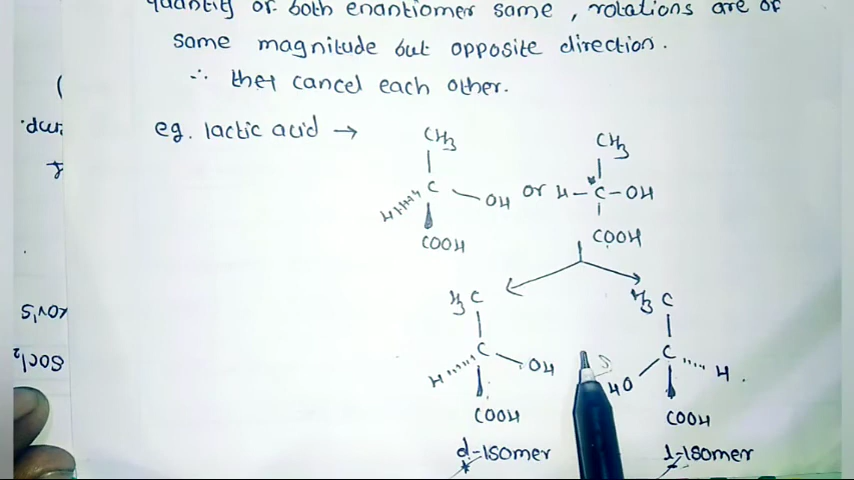 quantity of both enantiomer same, rotations are of
same magnitude but opposite direction.
∴ they cancel each other.
eg. lactic acid →
CH3
C
H
OH
COOH
or
CH3
H-C*-OH
COOH
H3C
C
H
OH
COOH
d-Isomer
H3C
C
HO
H.
COOH
l-Isomer
SOCl2